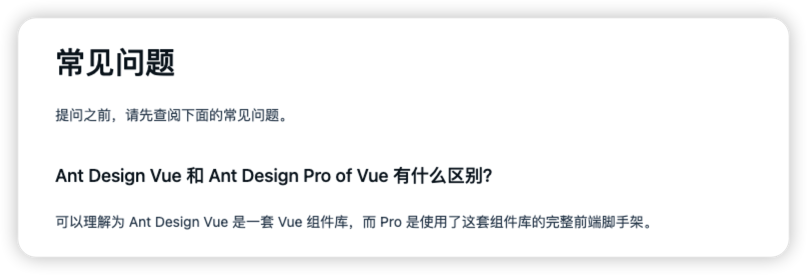 常见问题
提问之前，请先查阅下面的常见问题。
Ant Design Vue 和 Ant Design Pro of Vue 有什么区别?
可以理解为 Ant Design Vue 是一套 Vue 组件库，而 Pro 是使用了这套组件库的完整前端脚手架。